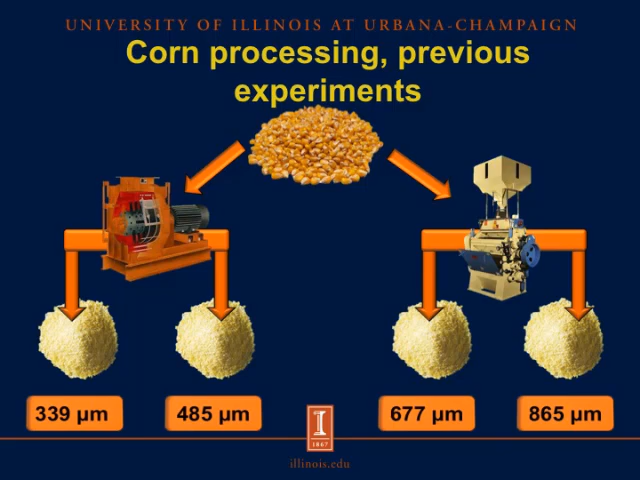 UNIVERSITY OF ILLINOIS AT URBANA-CHAMPAIGN
Corn processing, previous
experiments
339 µm
485 µm
677 µm
865 µm
I
1867
illinois.edu